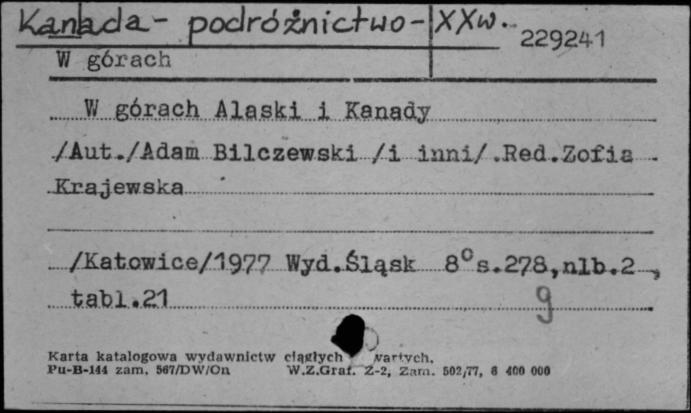 Kanada - podróżnictwo - XXw.
229241
W górach
W górach Alaski i Kanady
/Aut./Adam Bilczewski /i inni/.Red.Zofia
Krajewska
/Katowice/1977 Wyd.Śląsk 8° s.278,nlb.2,
tabl.21
g
Karta katalogowa wydawnictw ciągłych wartych.
Pu-B-144 zam. 567/DW/On W.Z.Graf. Z-2, Zam. 502/77, 6 400 000